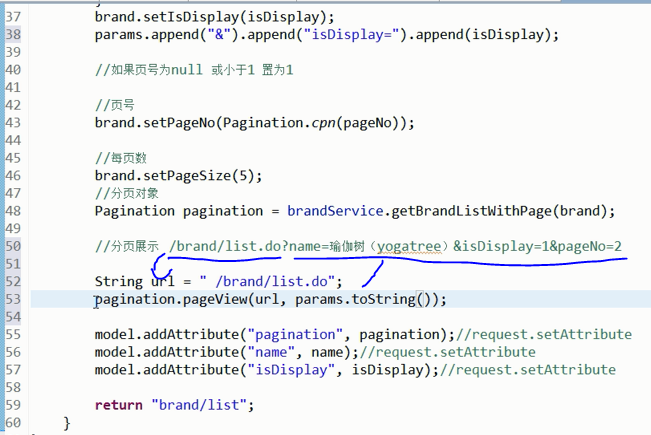 37 brand.setIsDisplay(isDisplay);
38 params.append("&").append("isDisplay=").append(isDisplay);
39
40 //如果页号为null 或小于1 置为1
41
42 //页号
43 brand.setPageNo(Pagination.cpn(pageNo));
44
45 //每页数
46 brand.setPageSize(5);
47 //分页对象
48 Pagination pagination = brandService.getBrandListWithPage(brand);
49
50 //分页展示 /brand/list.do?name=瑜伽树（yogatree）&isDisplay=1&pageNo=2
51
52 String url = " /brand/list.do";
53 pagination.pageView(url, params.toString());
54
55 model.addAttribute("pagination", pagination);//request.setAttribute
56 model.addAttribute("name", name);//request.setAttribute
57 model.addAttribute("isDisplay", isDisplay);//request.setAttribute
58
59 return "brand/list";
60 }